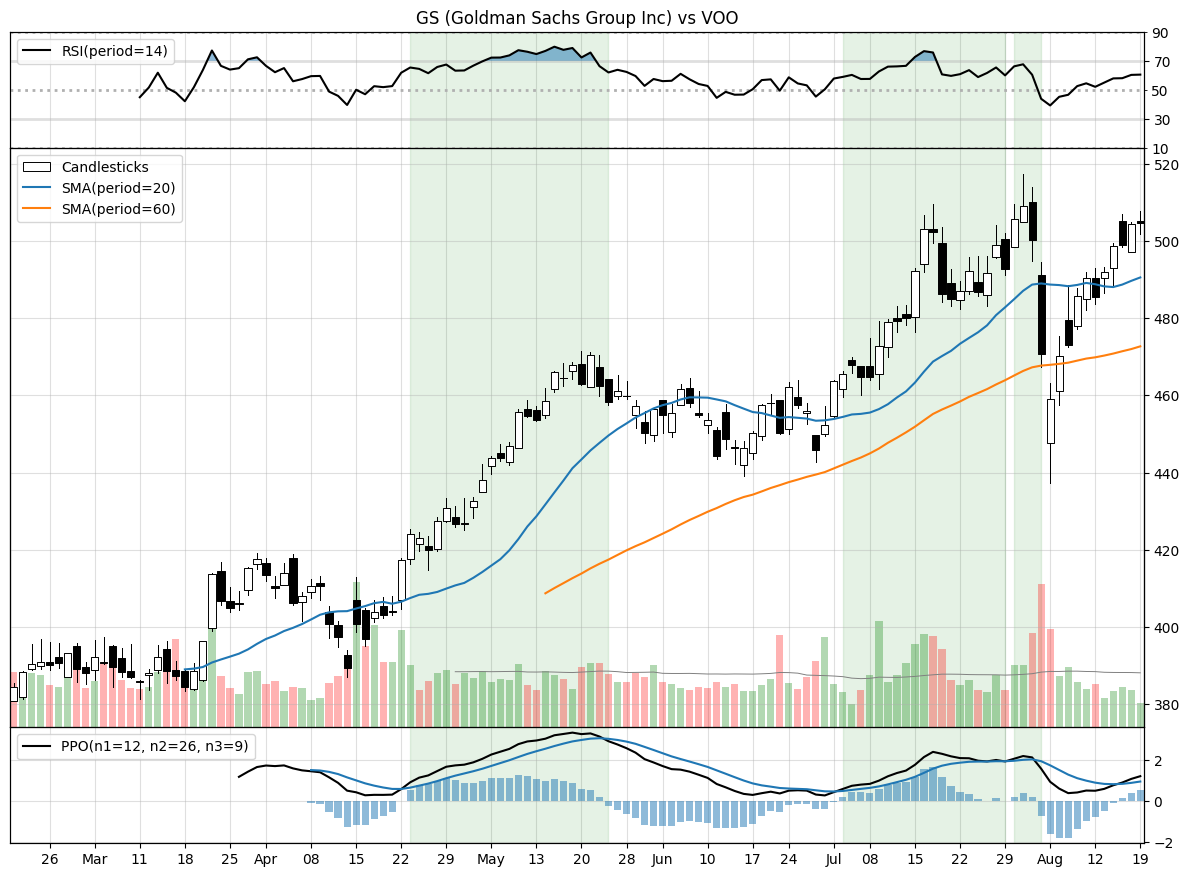 GS (Goldman Sachs Group Inc) vs VOO
RSI(period=14)
90
70
50
30
10
Candlesticks
SMA(period=20)
SMA(period=60)
520
500
480
460
440
420
400
380
PPO(n1=12, n2=26, n3=9)
2
0
−2
26 Mar 11 18 25 Apr 08 15 22 29 May 13 20 28 Jun 10 17 24 Jul 08 15 22 29 Aug 12 19